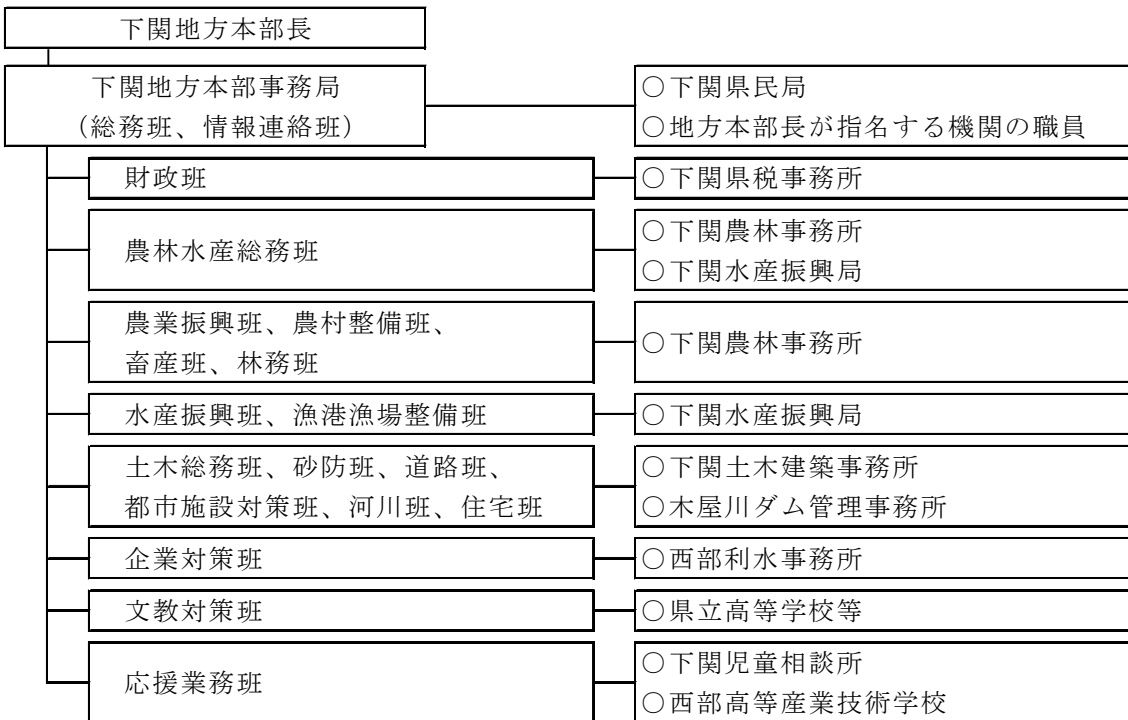 下関地方本部長
下関地方本部事務局
（総務班、情報連絡班）
○下関県民局
○地方本部長が指名する機関の職員
財政班
○下関県税事務所
農林水産総務班
○下関農林事務所
○下関水産振興局
農業振興班、農村整備班、
畜産班、林務班
○下関農林事務所
水産振興班、漁港漁場整備班
○下関水産振興局
土木総務班、砂防班、道路班、
都市施設対策班、河川班、住宅班
○下関土木建築事務所
○木屋川ダム管理事務所
企業対策班
○西部利水事務所
文教対策班
○県立高等学校等
応援業務班
○下関児童相談所
○西部高等産業技術学校